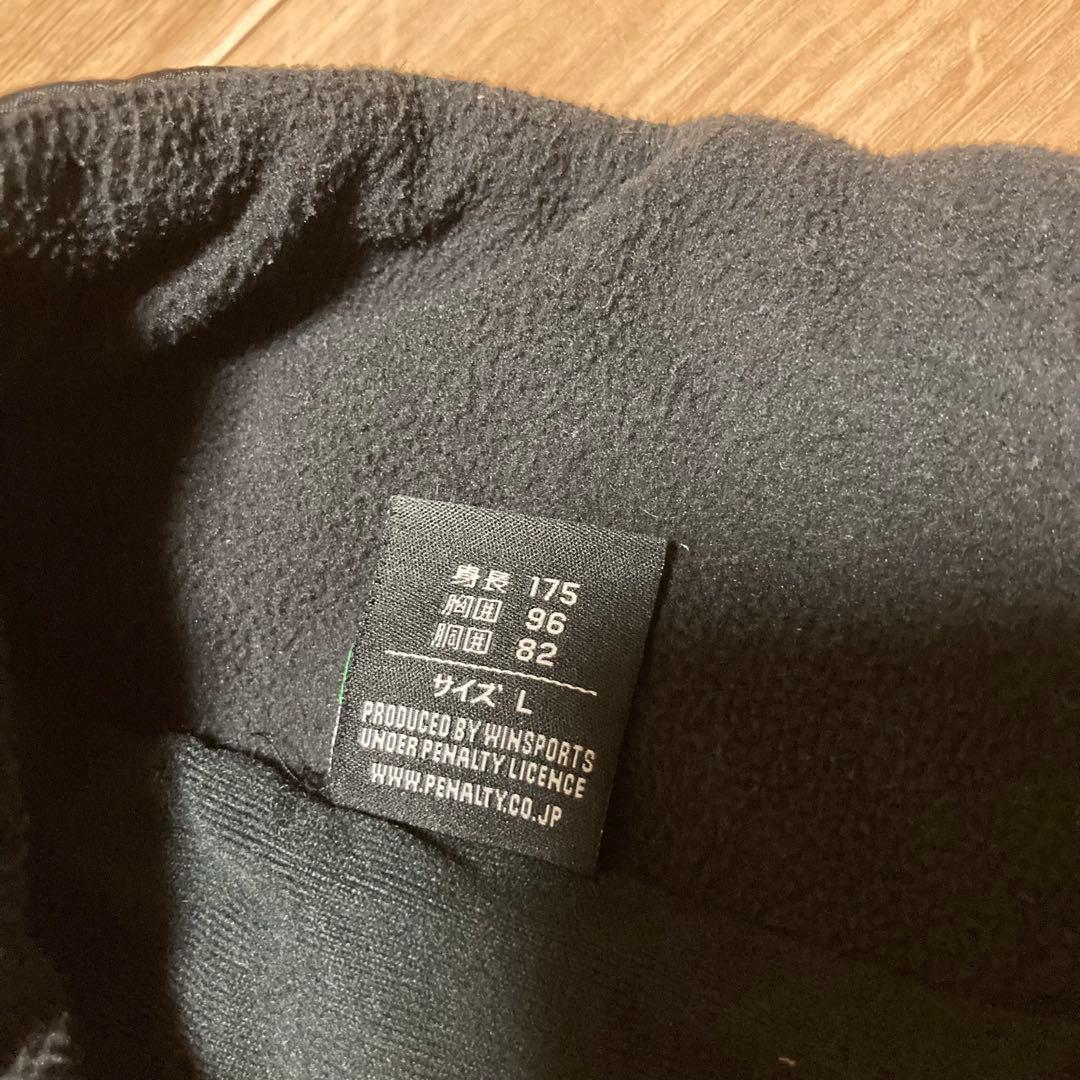 身長 175
胸囲 96
胴囲 82
サイズ L
PRODUCED BY WINSPORTS
UNDER PENALTY LICENCE
WWW.PENALTY.CO.JP